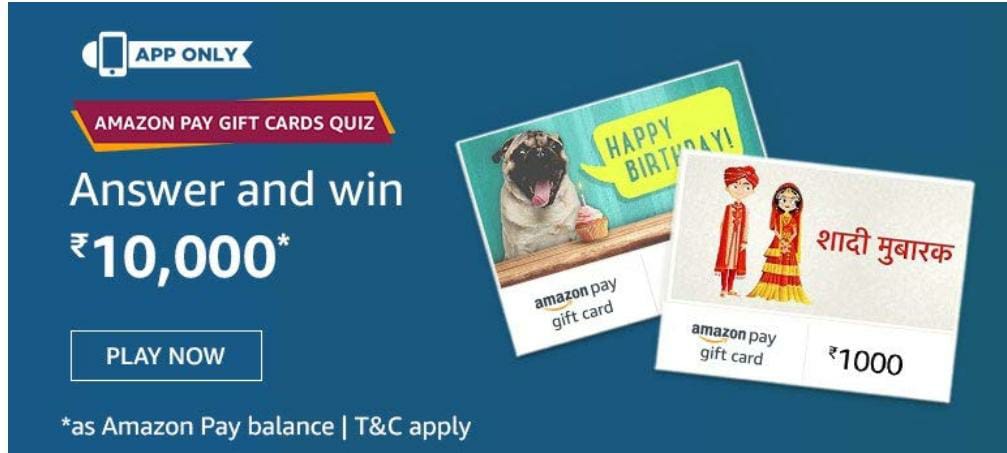 APP ONLY
AMAZON PAY GIFT CARDS QUIZ
Answer and win
₹10,000*
PLAY NOW
*as Amazon Pay balance | T&C apply
HAPPY
BIRTHDAY!
amazon pay
gift card
शादी मुबारक
amazon pay
gift card
₹1000